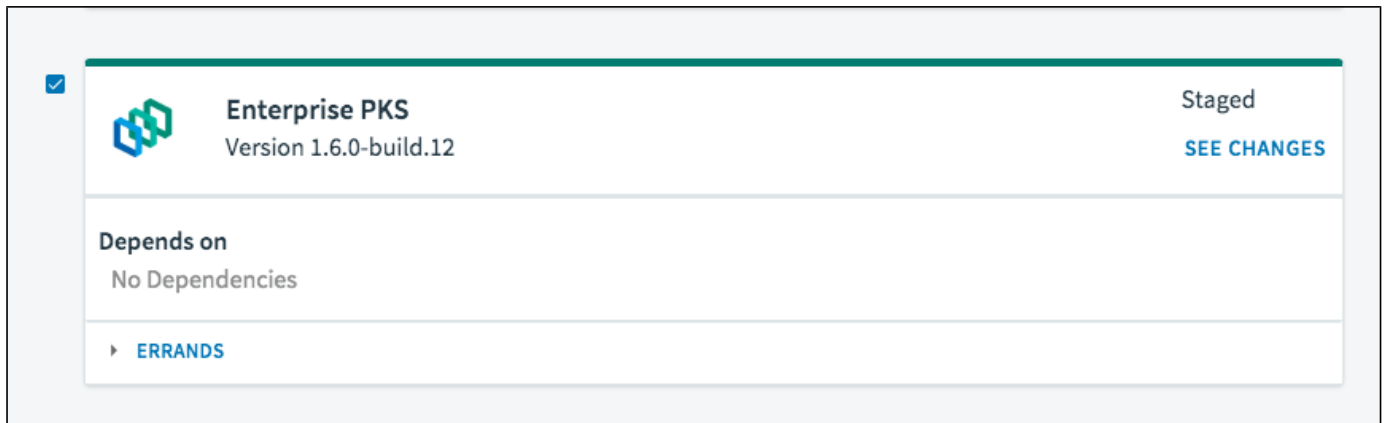 Enterprise PKS
Version 1.6.0-build.12
Staged
SEE CHANGES
Depends on
No Dependencies
ERRANDS